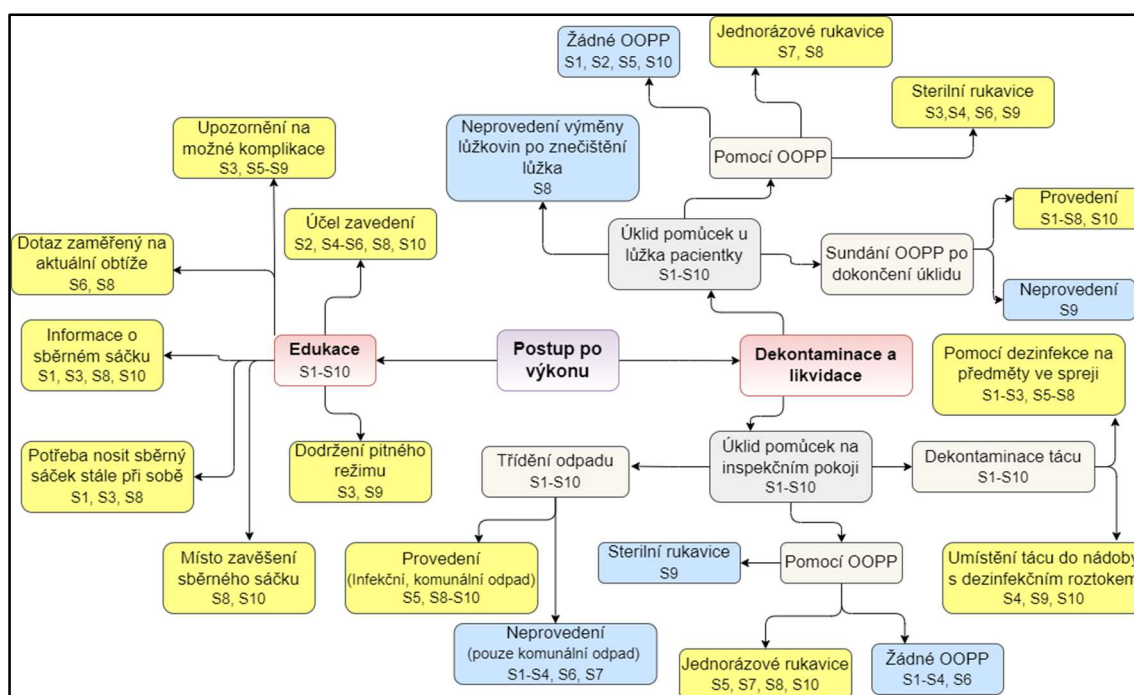 Žádné OOPP
S1, S2, S5, S10
Jednorázové rukavice
S7, S8
Sterilní rukavice
S3,S4, S6, S9
Upozornění na
možné komplikace
S3, S5-S9
Neprovedení výměny
lůžkovin po znečištění
lůžka
S8
Pomocí OOPP
Účel zavedení
S2, S4-S6, S8, S10
Úklid pomůcek u
lůžka pacientky
S1-S10
Provedení
S1-S8, S10
Dotaz zaměřený na
aktuální obtíže
S6, S8
Sundání OOPP po
dokončení úklidu
Neprovedení
S9
Informace o
sběrném sáčku
S1, S3, S8, S10
Edukace
S1-S10
Postup po
výkonu
Dekontaminace a
likvidace
Pomocí dezinfekce na
předměty ve spreji
S1-S3, S5-S8
Potřeba nosit sběrný
sáček stále při sobě
S1, S3, S8
Dodržení pitného
režimu
S3, S9
Třídění odpadu
S1-S10
Úklid pomůcek na
inspekčním pokoji
S1-S10
Dekontaminace tácu
S1-S10
Místo zavěšení
sběrného sáčku
S8, S10
Provedení
(Infekční, komunální odpad)
S5, S8-S10
Sterilní rukavice
S9
Pomocí OOPP
Umístění tácu do nádoby
s dezinfekčním roztokem
S4, S9, S10
Neprovedení
(pouze komunální odpad)
S1-S4, S6, S7
Jednorázové rukavice
S5, S7, S8, S10
Žádné OOPP
S1-S4, S6